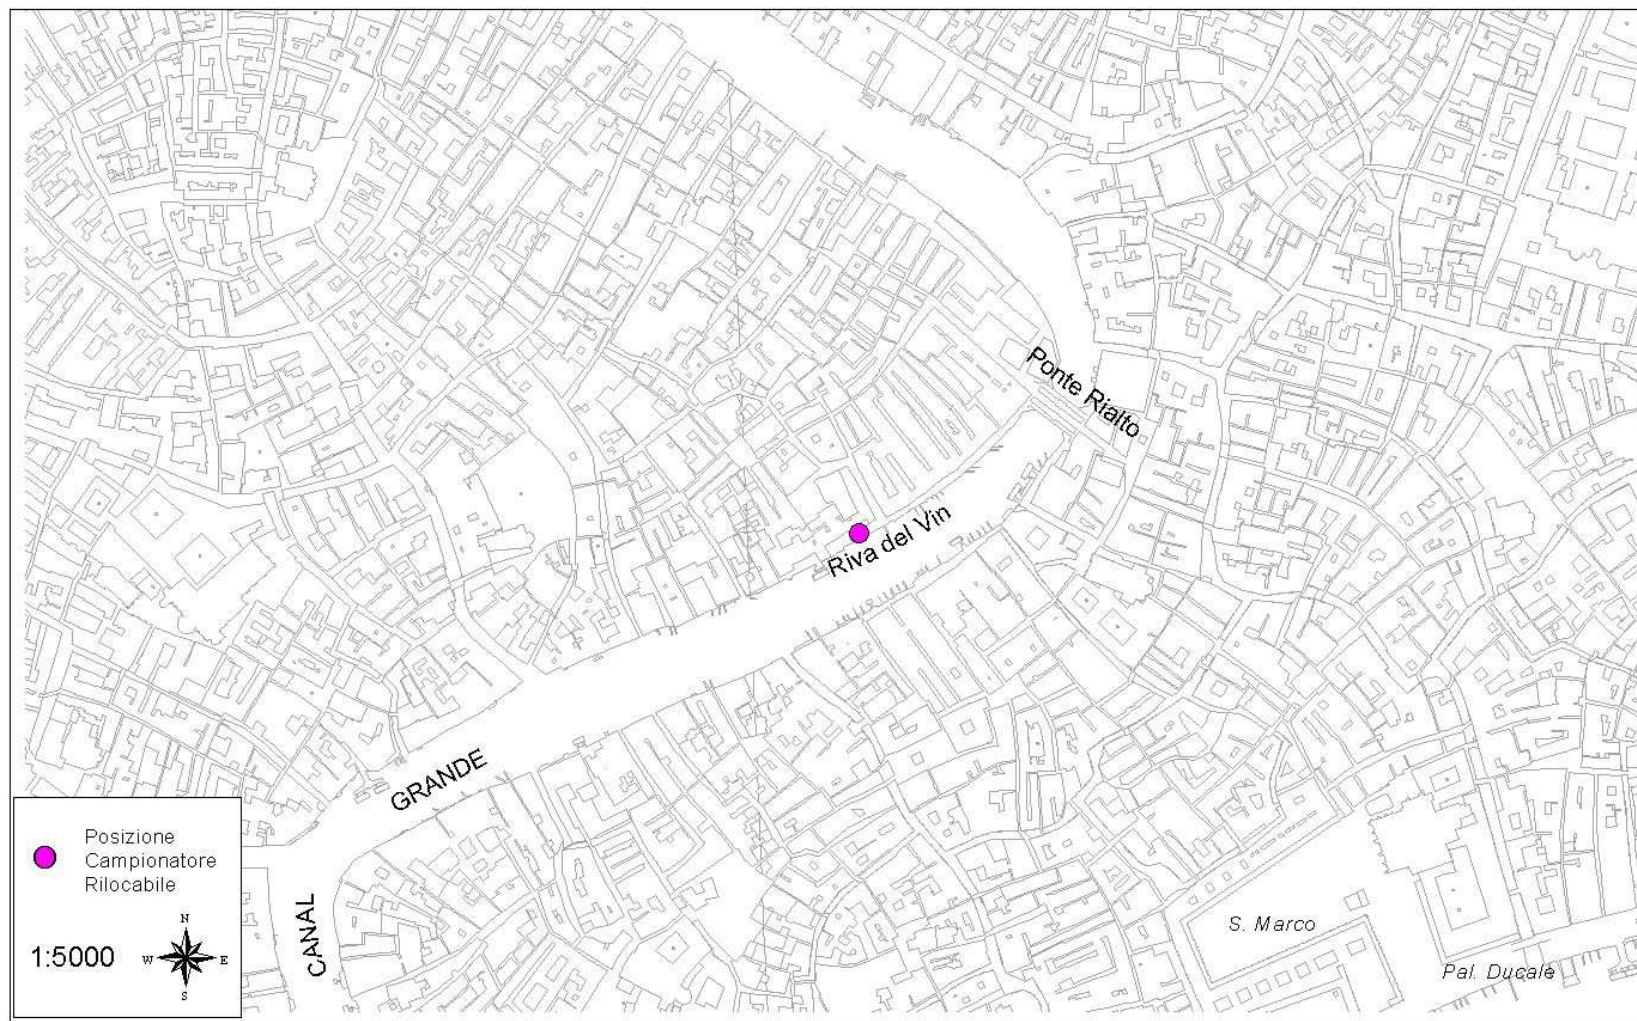 Ponte Rialto
Riva del Vin
GRANDE
CANAL
Posizione
Campionatore
Rilocabile
N
W
E
S
1:5000
S. Marco
Pal. Ducale